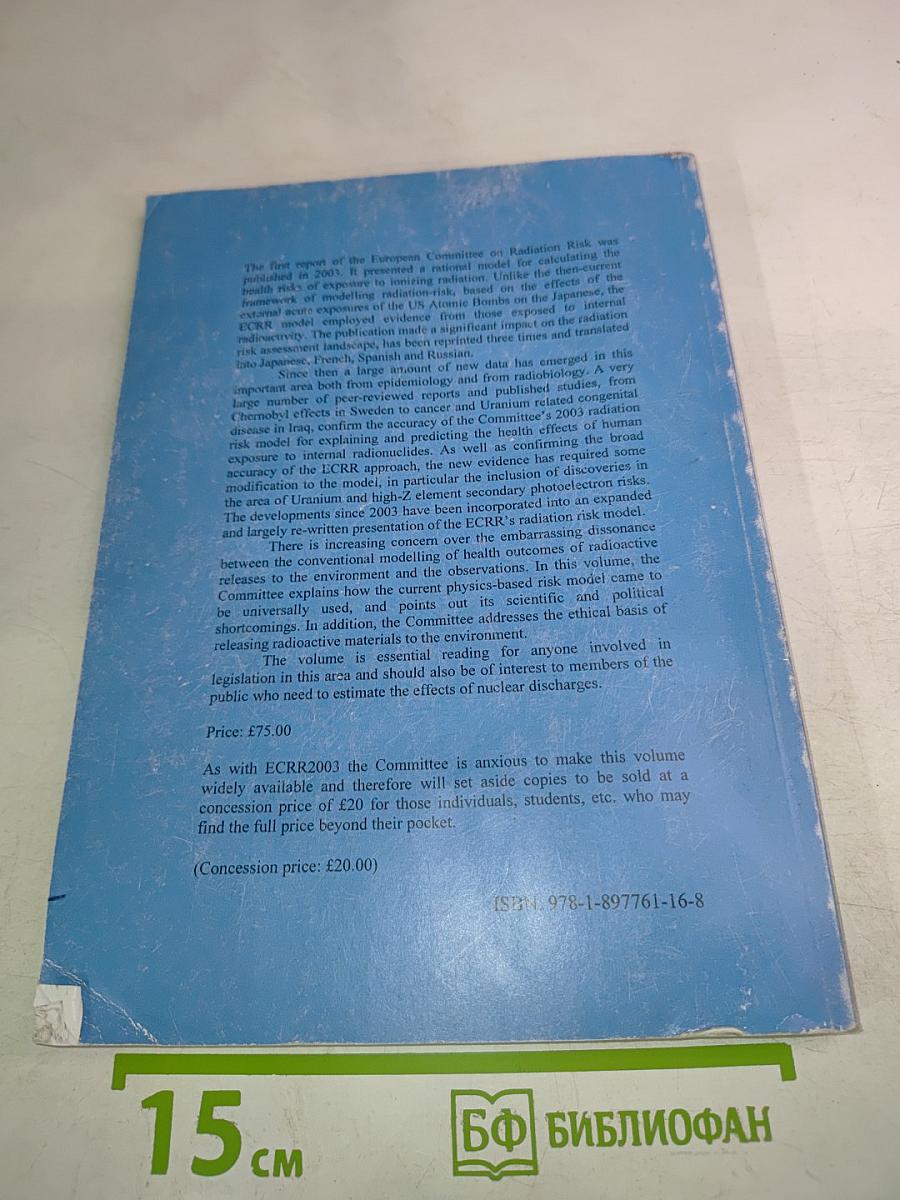 The first report of the European Committee on Radiation Risk was
published in 2003. It presented a rational model for calculating the
health risks of exposure to ionizing radiation. Unlike the then-current
framework of modelling radiation-risk, based on the effects of the
external acute exposures of the US Atomic Bombs on the Japanese, the
ECRR model employed evidence from those exposed to internal
radioactivity. The publication made a significant impact on the radiation
risk assessment landscape, has been reprinted three times and translated
into Japanese, French, Spanish and Russian.
Since then a large amount of new data has emerged in this
important area both from epidemiology and from radiobiology. A very
large number of peer-reviewed reports and published studies, from
Chernobyl effects in Sweden to cancer and Uranium related congenital
disease in Iraq, confirm the accuracy of the Committee's 2003 radiation
risk model for explaining and predicting the health effects of human
exposure to internal radionuclides. As well as confirming the broad
accuracy of the ECRR approach, the new evidence has required some
modification to the model, in particular the inclusion of discoveries in
the area of Uranium and high-Z element secondary photoelectron risks.
The developments since 2003 have been incorporated into an expanded
and largely re-written presentation of the ECRR's radiation risk model.
There is increasing concern over the embarrassing dissonance
between the conventional modelling of health outcomes of radioactive
releases to the environment and the observations. In this volume, the
Committee explains how the current physics-based risk model came to
be universally used, and points out its scientific and political
shortcomings. In addition, the Committee addresses the ethical basis of
releasing radioactive materials to the environment.
The volume is essential reading for anyone involved in
legislation in this area and should also be of interest to members of the
public who need to estimate the effects of nuclear discharges.
Price: £75.00
As with ECRR2003 the Committee is anxious to make this volume
widely available and therefore will set aside copies to be sold at a
concession price of £20 for those individuals, students, etc. who may
find the full price beyond their pocket.
(Concession price: £20.00)
ISBN: 978-1-897761-16-8
15 см
БФ БИБЛИОФАН